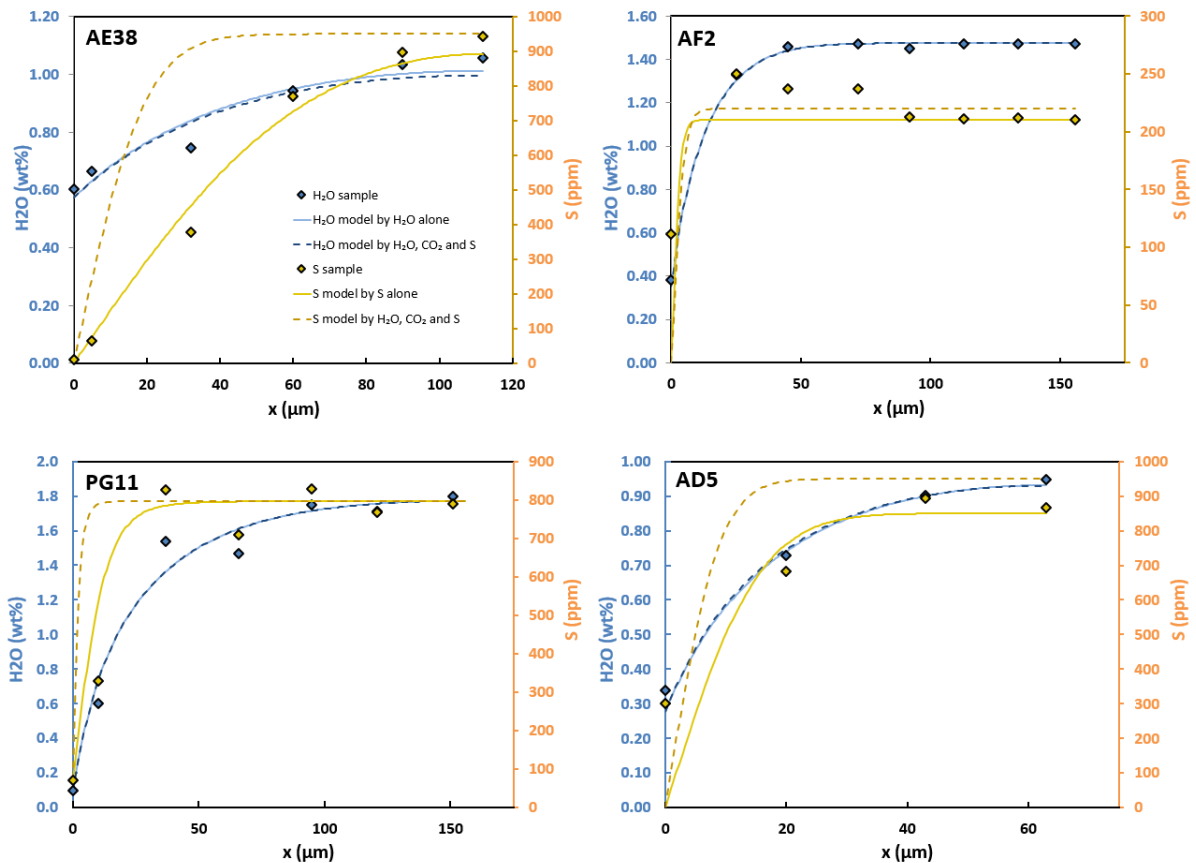 AE38
1.20
1.00
0.80
0.60
0.40
0.20
0.00
H2O (wt%)
1000
900
800
700
600
500
400
300
200
100
0
S (ppm)
H₂O sample
H₂O model by H₂O alone
H₂O model by H₂O, CO₂ and S
S sample
S model by S alone
S model by H₂O, CO₂ and S
0 20 40 60 80 100 120
x (µm)
AF2
1.60
1.40
1.20
1.00
0.80
0.60
0.40
0.20
0.00
H2O (wt%)
300
250
200
150
100
50
0
S (ppm)
0 50 100 150
x (µm)
PG11
2.0
1.8
1.6
1.4
1.2
1.0
0.8
0.6
0.4
0.2
0.0
H2O (wt%)
900
800
700
600
500
400
300
200
100
0
S (ppm)
0 50 100 150
x (µm)
AD5
1.00
0.90
0.80
0.70
0.60
0.50
0.40
0.30
0.20
0.10
0.00
H2O (wt%)
1000
900
800
700
600
500
400
300
200
100
0
S (ppm)
0 20 40 60
x (µm)